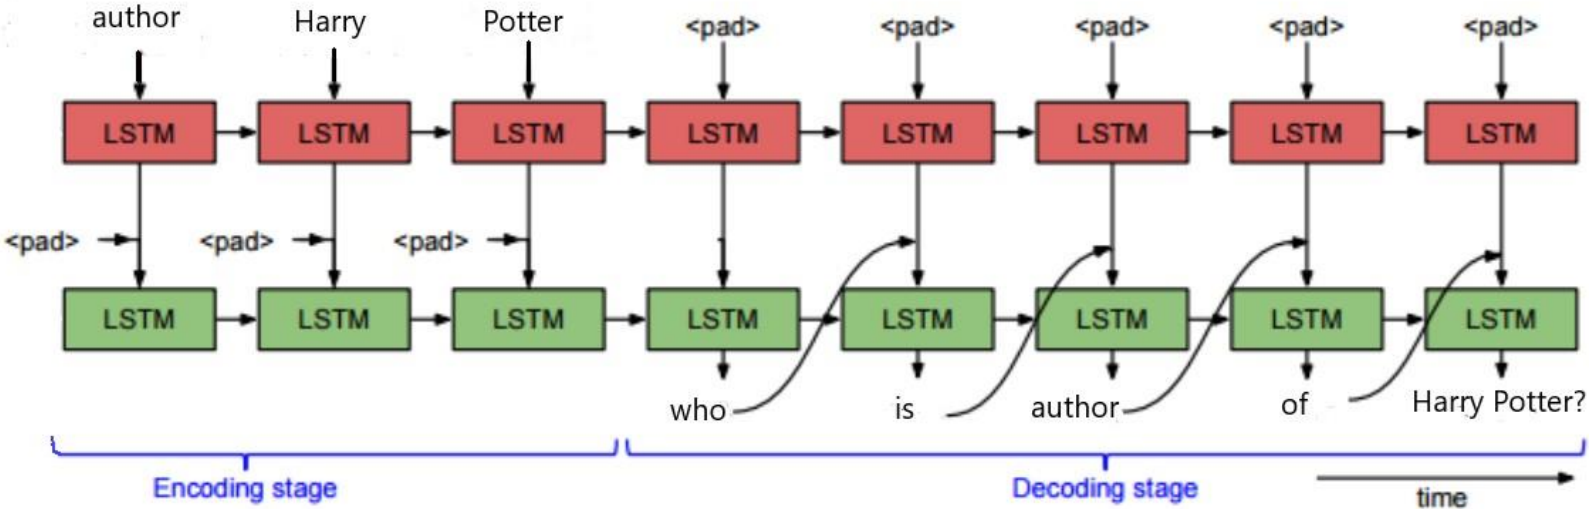 author Harry Potter <pad> <pad> <pad> <pad> <pad>
LSTM LSTM LSTM LSTM LSTM LSTM LSTM LSTM
<pad> <pad> <pad>
LSTM LSTM LSTM LSTM LSTM LSTM LSTM LSTM
who is author of Harry Potter?
Encoding stage Decoding stage
time